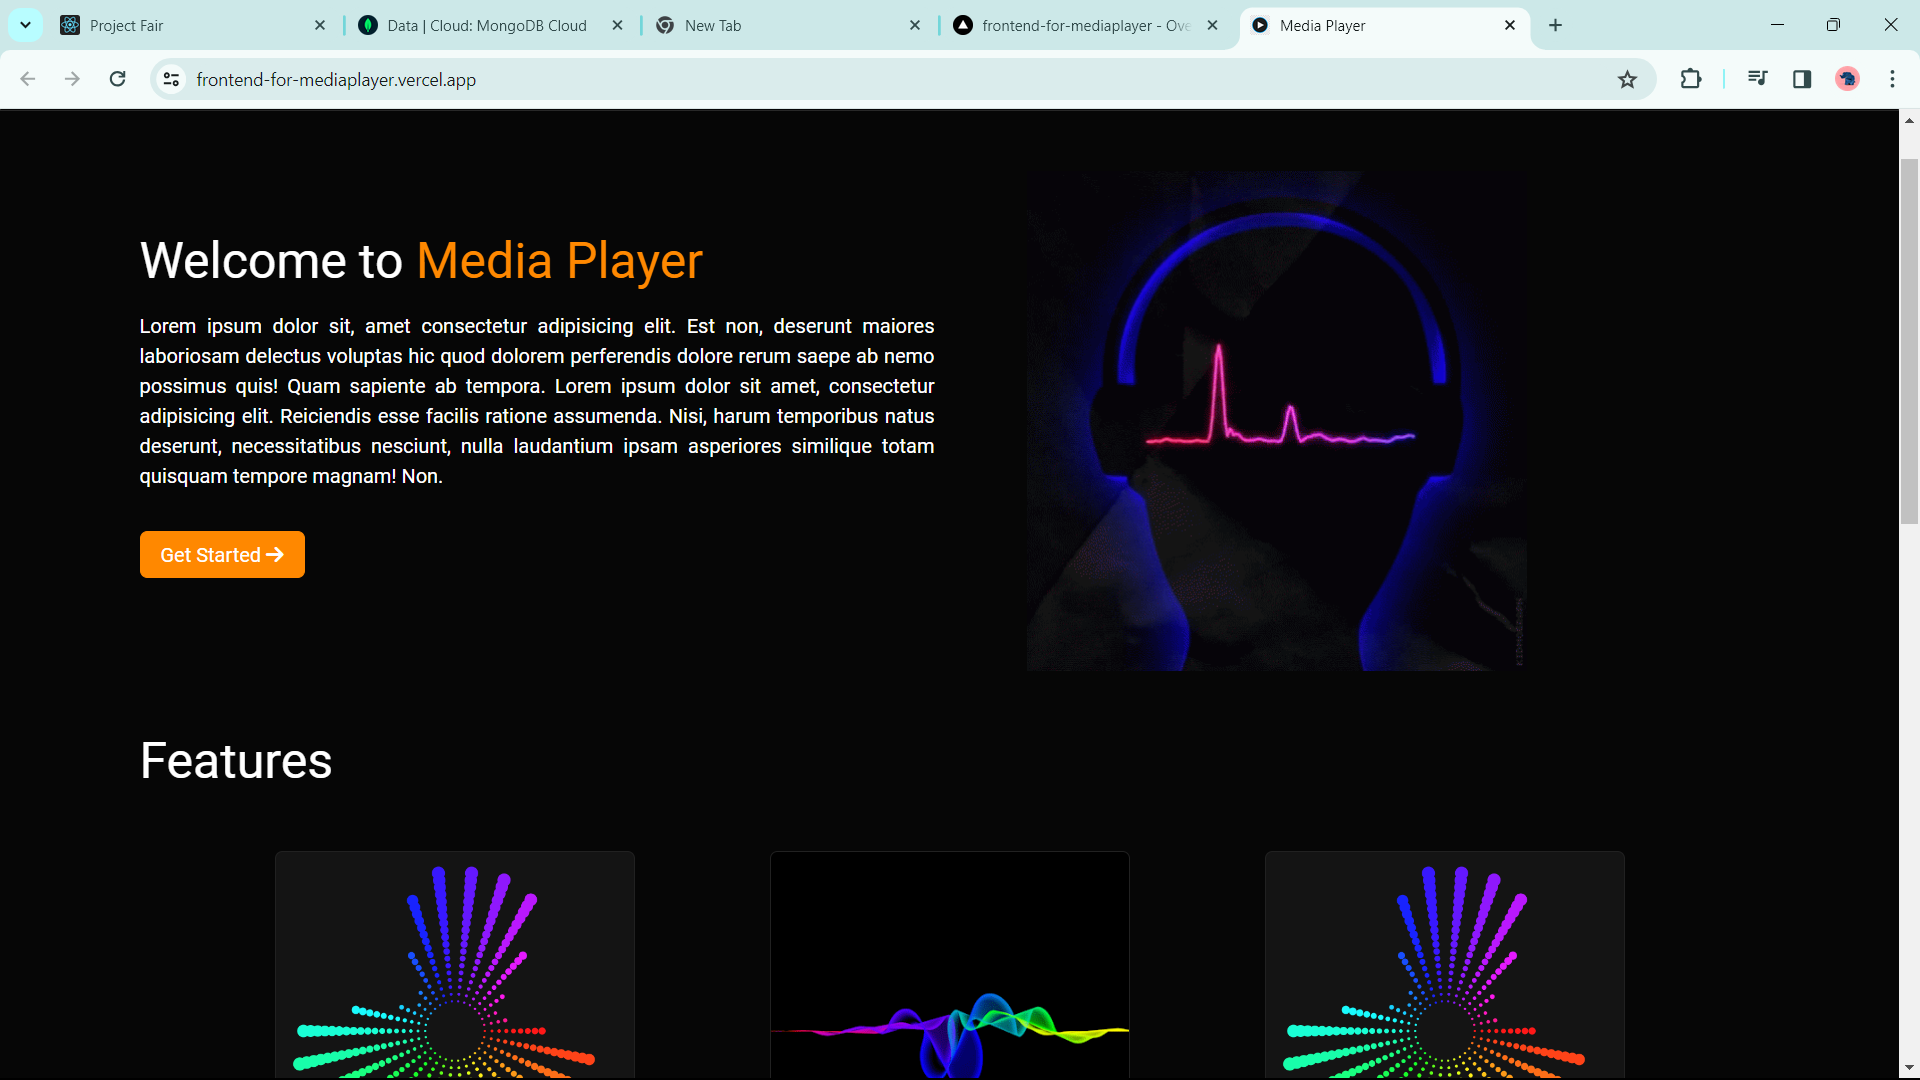 Project Fair
Data | Cloud: MongoDB Cloud
New Tab
frontend-for-mediaplayer - Ove
Media Player
frontend-for-mediaplayer.vercel.app
Welcome to Media Player
Lorem ipsum dolor sit, amet consectetur adipisicing elit. Est non, deserunt maiores
laboriosam delectus voluptas hic quod dolorem perferendis dolore rerum saepe ab nemo
possimus quis! Quam sapiente ab tempora. Lorem ipsum dolor sit amet, consectetur
adipisicing elit. Reiciendis esse facilis ratione assumenda. Nisi, harum temporibus natus
deserunt, necessitatibus nesciunt, nulla laudantium ipsam asperiores similique totam
quisquam tempore magnam! Non.
Get Started
Features